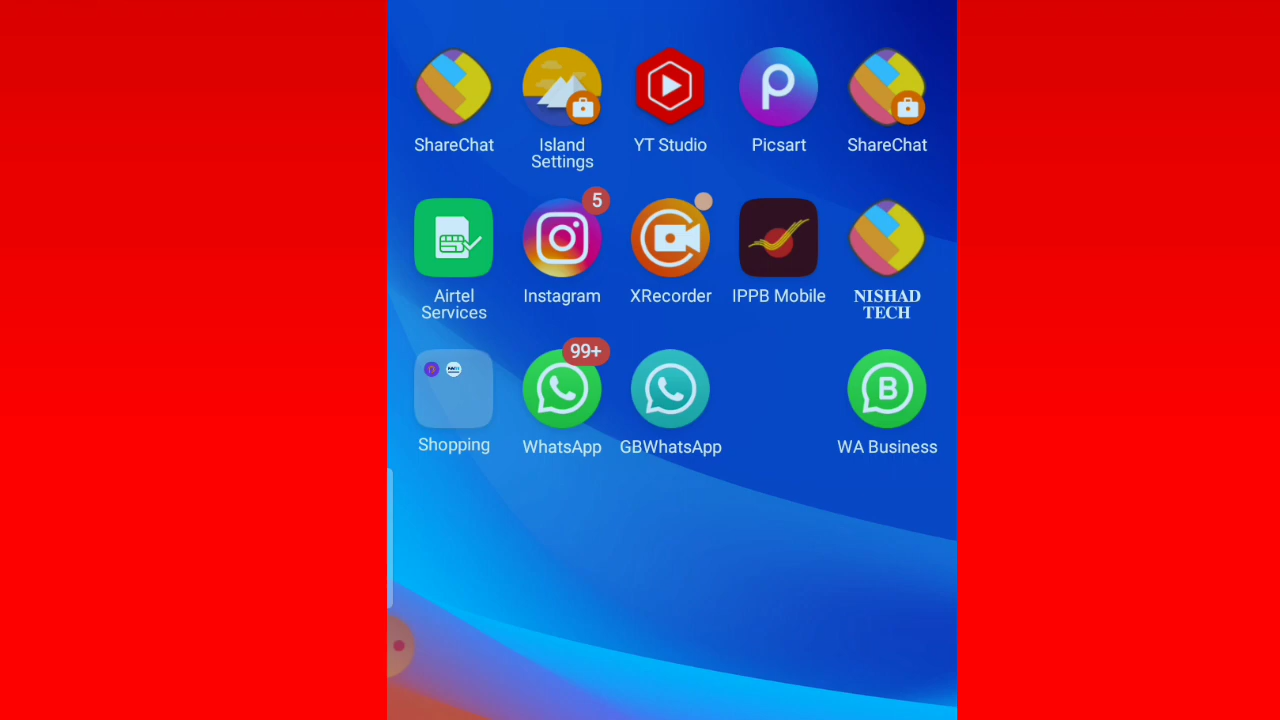 ShareChat
Island
Settings
YT Studio
Picsart
ShareChat
5
Airtel
Services
Instagram
XRecorder
IPPB Mobile
NISHAD
TECH
99+
Shopping
WhatsApp
GBWhatsApp
B
WA Business